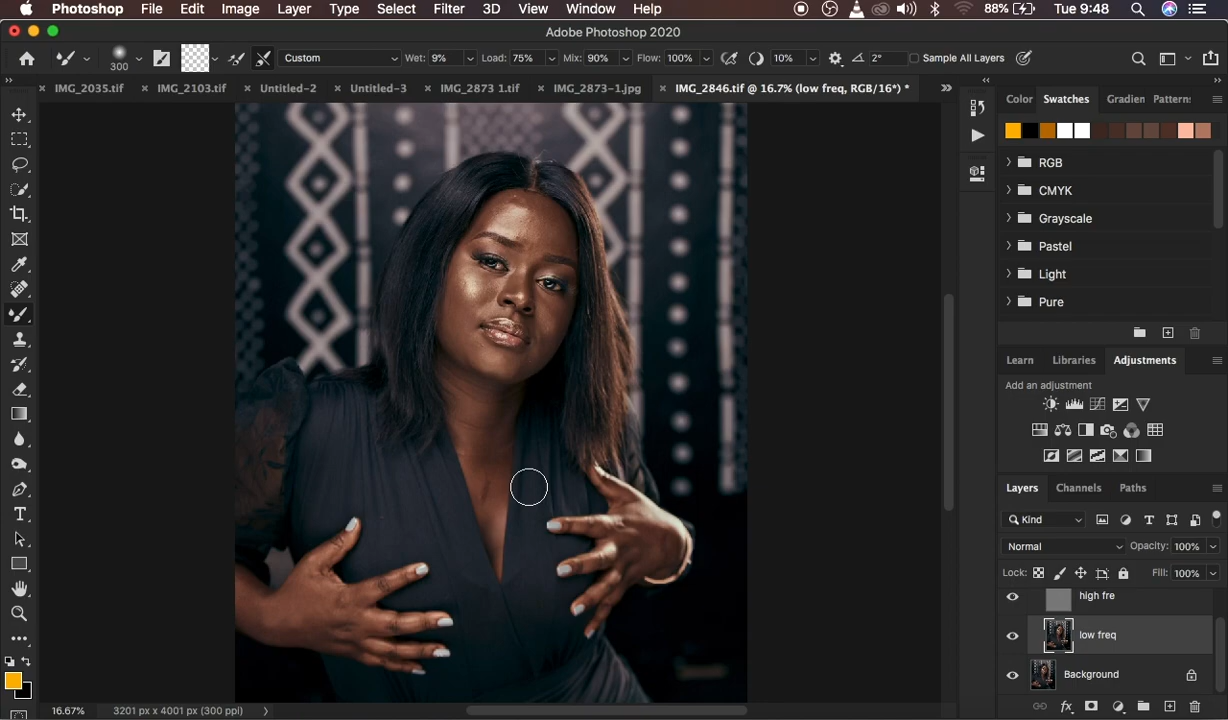 Photoshop File Edit Image Layer Type Select Filter 3D View Window Help 88% Tue 9:48
Adobe Photoshop 2020
300 Custom Wet: 9% Load: 75% Mix: 90% Flow: 100% 10% 2° Sample All Layers
IMG_2035.tif IMG_2103.tif Untitled-2 Untitled-3 IMG_2873 1.tif IMG_2873-1.jpg IMG_2846.tif @ 16.7% (low freq, RGB/16*) *
Color Swatches Gradien Pattern:
RGB
CMYK
Grayscale
Pastel
Light
Pure
Learn Libraries Adjustments
Add an adjustment
Layers Channels Paths
Kind
Normal Opacity: 100%
Lock: Fill: 100%
high fre
low freq
Background
16.67% 3201 px x 4001 px (300 ppi)